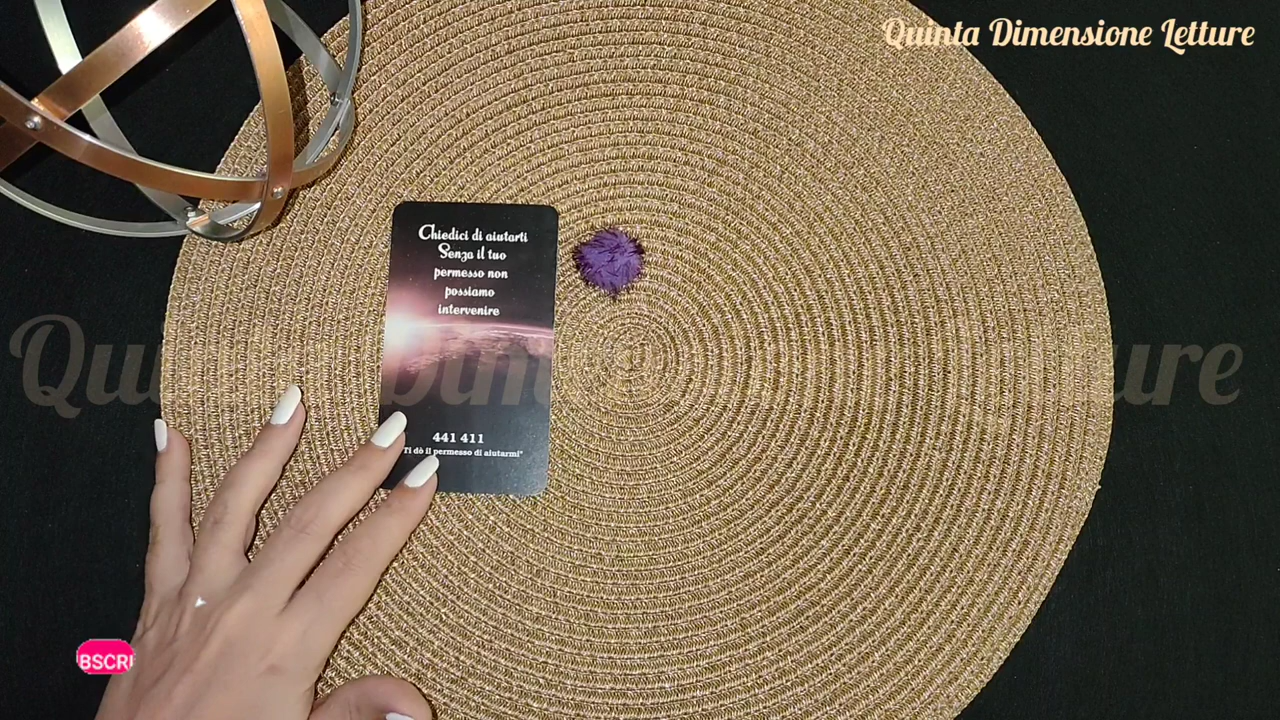 Quinta Dimensione Letture
Chiedici di aiutarti
Senza il tuo
permesso non
possiamo
intervenire
441 411
Ti dò il permesso di aiutarmi"
BSCRI